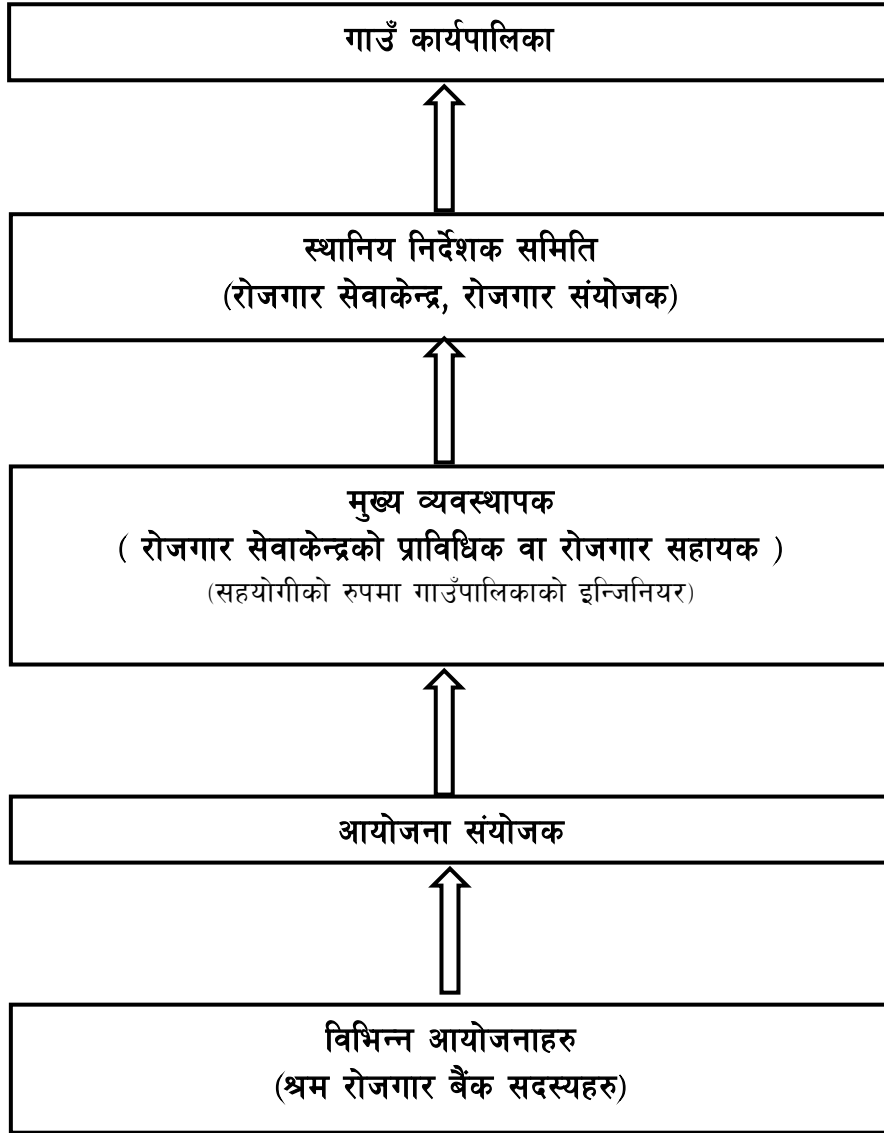 गाउँ कार्यपालिका
स्थानिय निर्देशक समिति
(रोजगार सेवाकेन्द्र, रोजगार संयोजक)
मुख्य व्यवस्थापक
( रोजगार सेवाकेन्द्रको प्राविधिक वा रोजगार सहायक )
(सहयोगीको रुपमा गाउँपालिकाको इन्जिनियर)
आयोजना संयोजक
विभिन्न आयोजनाहरु
(श्रम रोजगार बैंक सदस्यहरु)